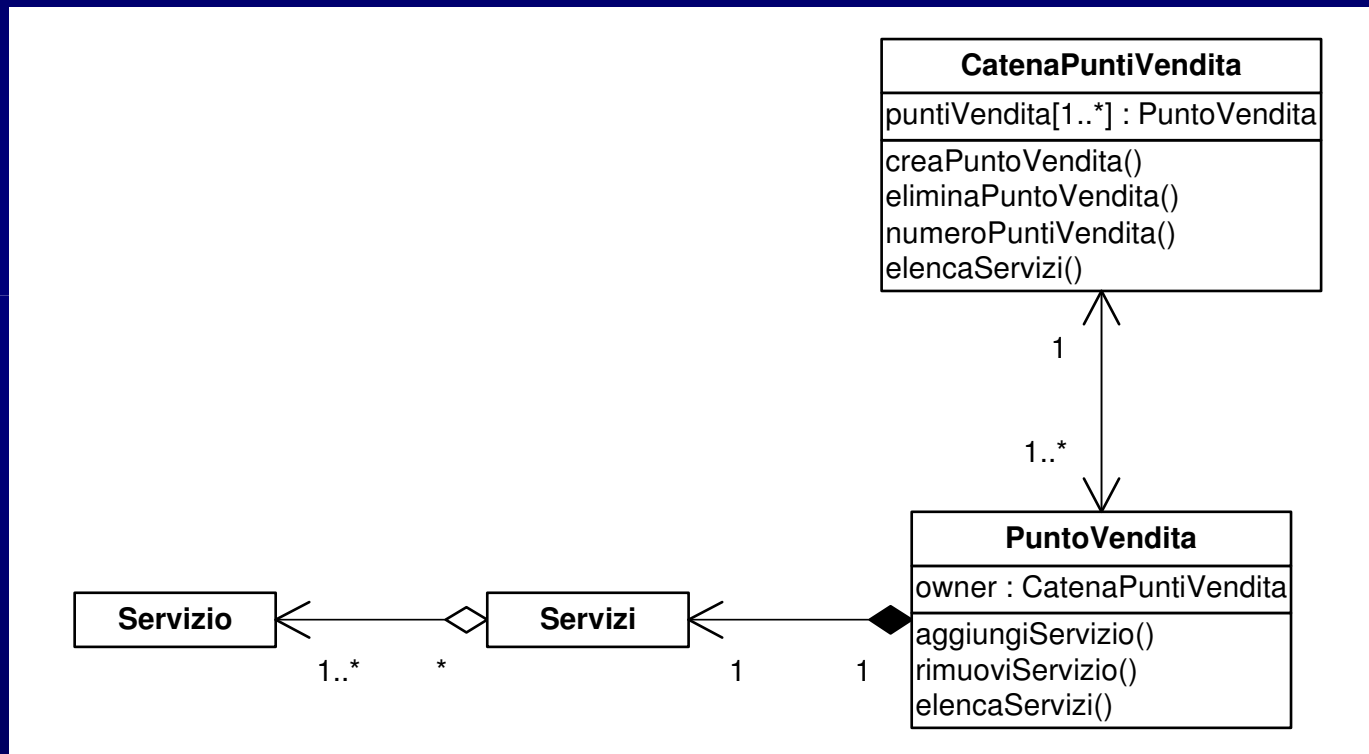 CatenaPuntiVendita
puntiVendita[1..*] : PuntoVendita
creaPuntoVendita()
eliminaPuntoVendita()
numeroPuntiVendita()
elencaServizi()
1
1..*
PuntoVendita
owner : CatenaPuntiVendita
aggiungiServizio()
rimuoviServizio()
elencaServizi()
Servizio
Servizi
1..* * 1 1